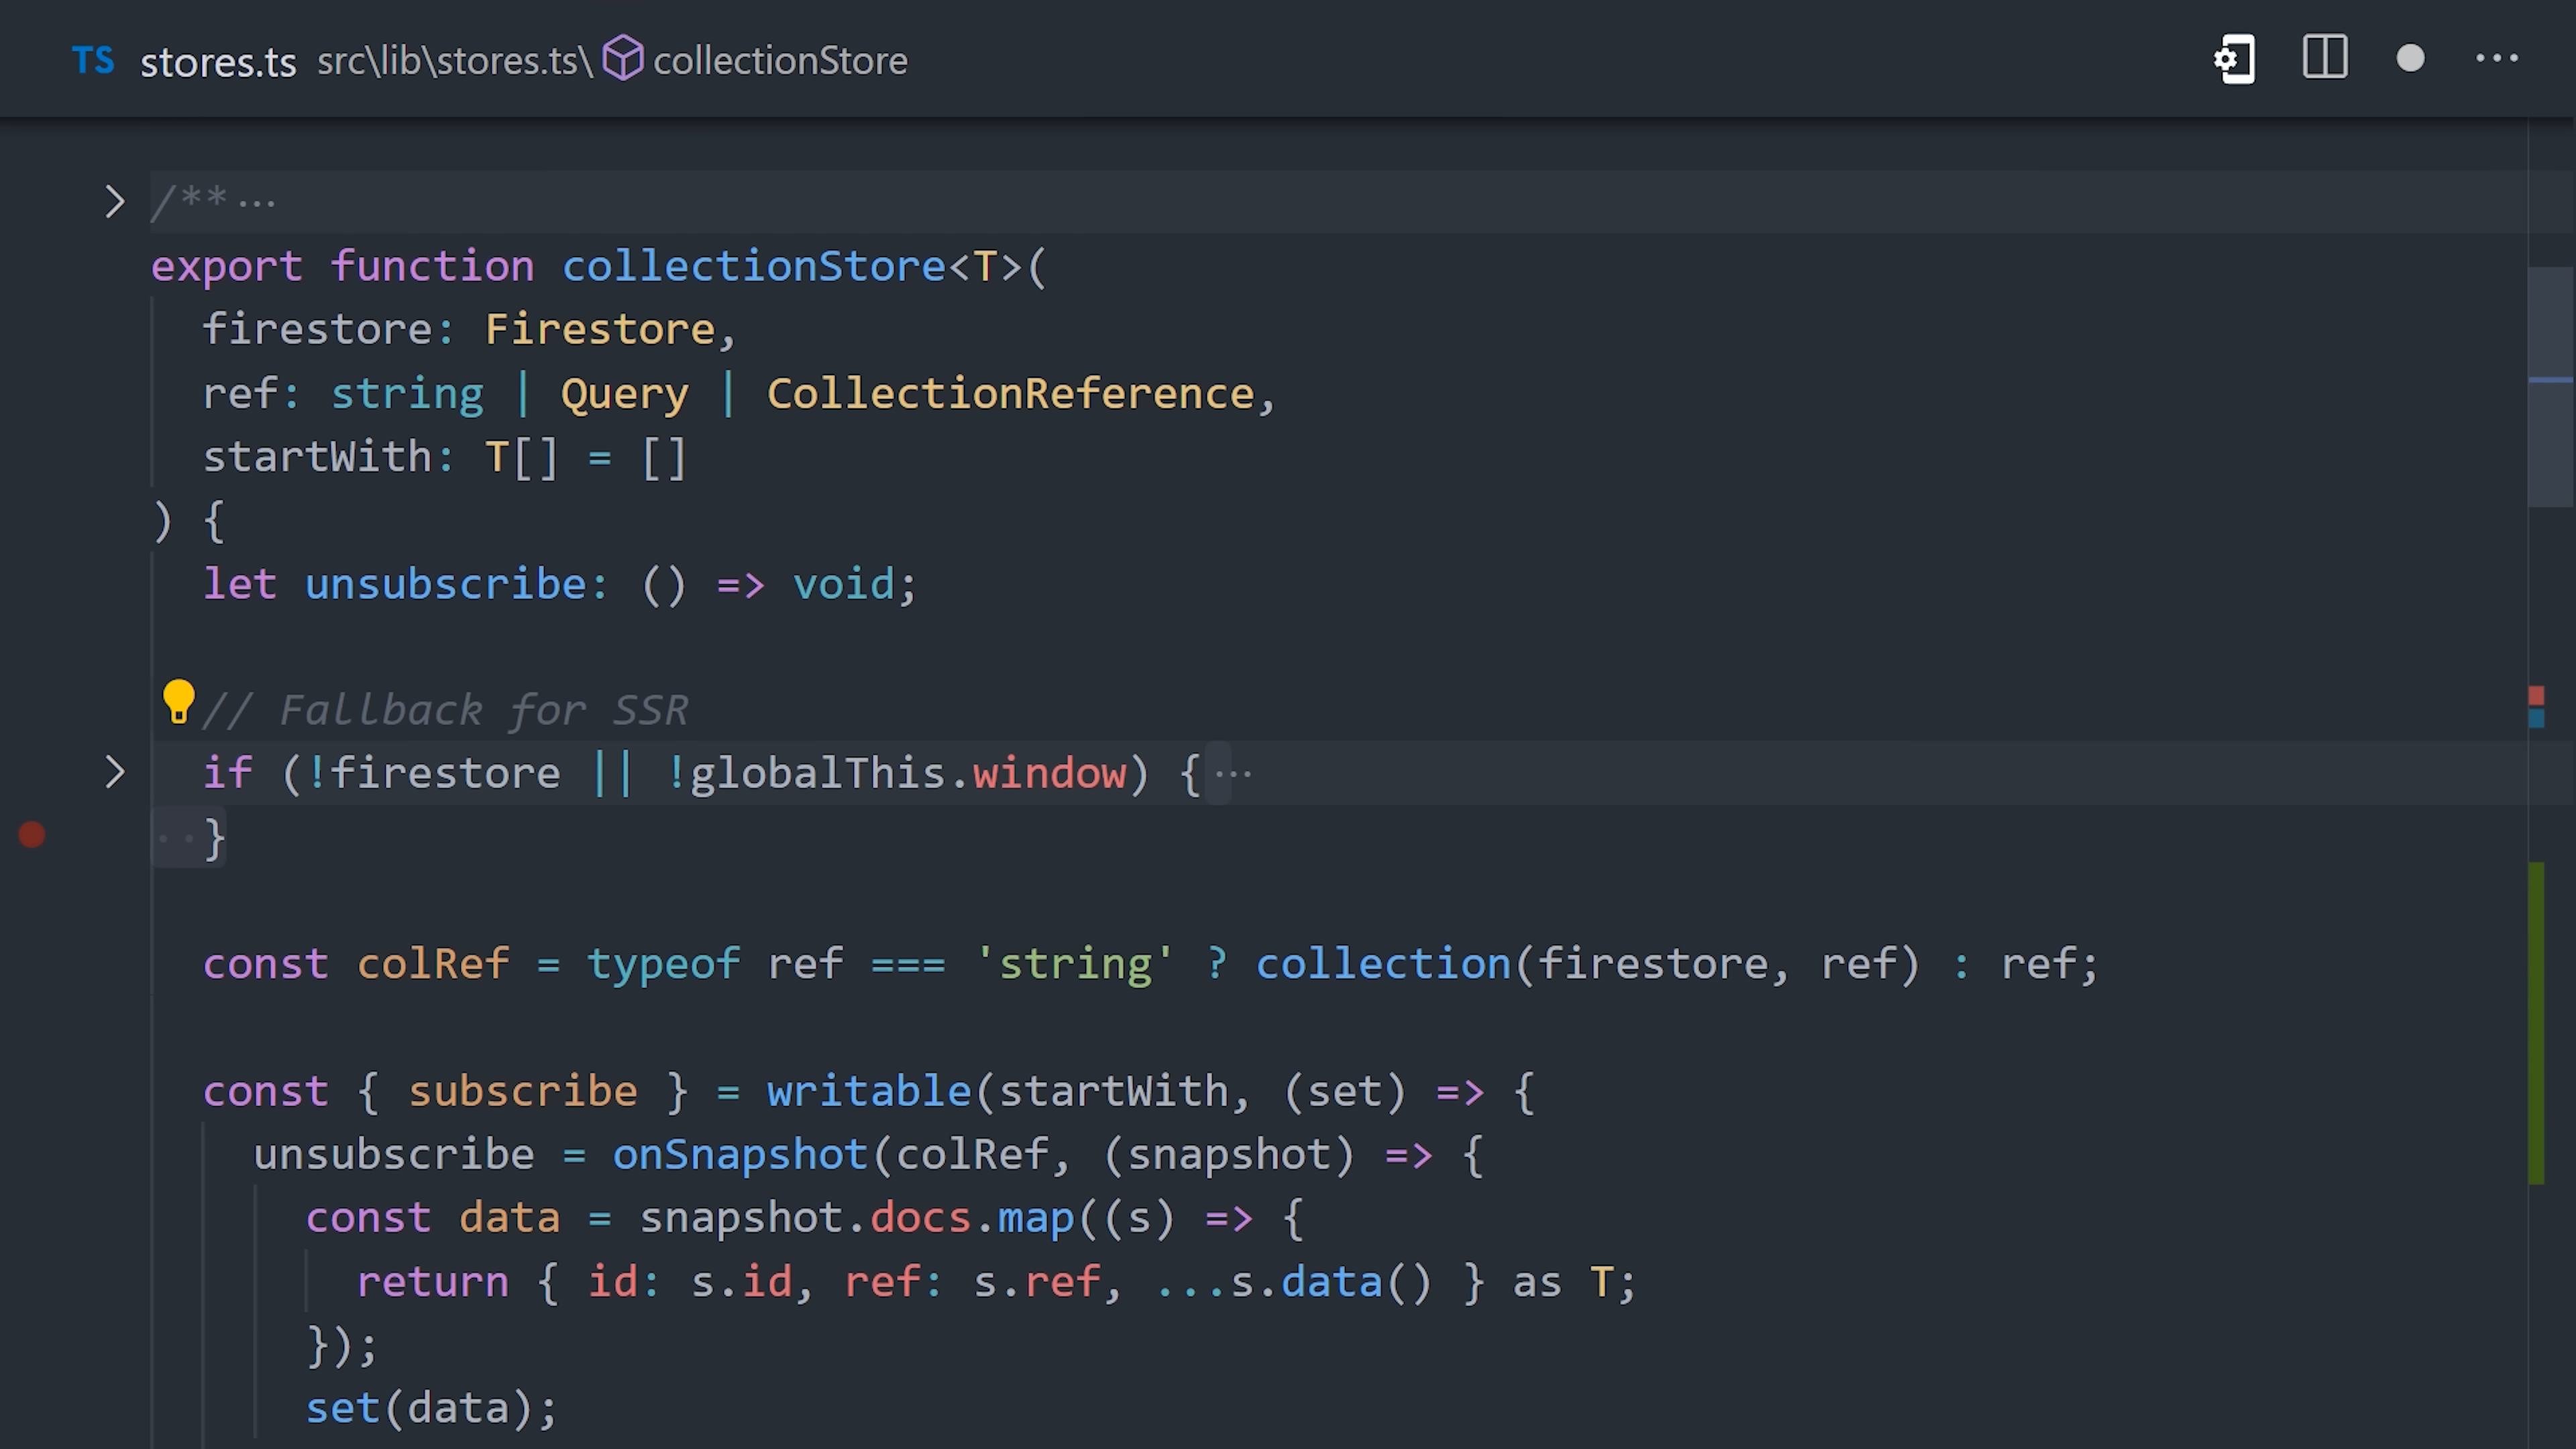 TS stores.ts src\lib\stores.ts\ collectionStore
/** ...
export function collectionStore<T>(
  firestore: Firestore,
  ref: string | Query | CollectionReference,
  startWith: T[] = []
) {
  let unsubscribe: () => void;
  // Fallback for SSR
  if (!firestore || !globalThis.window) { ...
  }
  const colRef = typeof ref === 'string' ? collection(firestore, ref) : ref;
  const { subscribe } = writable(startWith, (set) => {
    unsubscribe = onSnapshot(colRef, (snapshot) => {
      const data = snapshot.docs.map((s) => {
        return { id: s.id, ref: s.ref, ...s.data() } as T;
      });
      set(data);